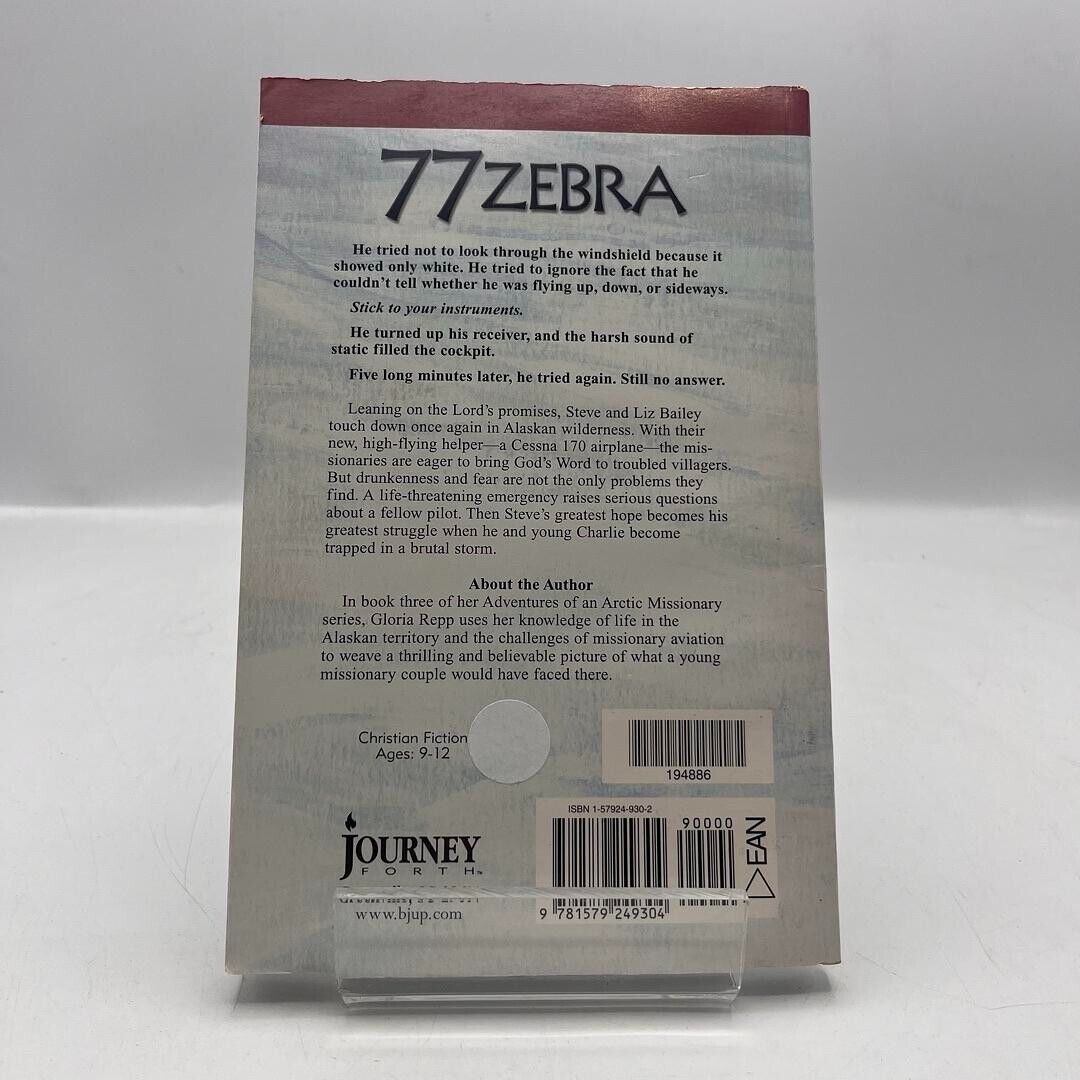 77 ZEBRA
He tried not to look through the windshield because it
showed only white. He tried to ignore the fact that he
couldn't tell whether he was flying up, down, or sideways.
Stick to your instruments.
He turned up his receiver, and the harsh sound of
static filled the cockpit.
Five long minutes later, he tried again. Still no answer.
Leaning on the Lord's promises, Steve and Liz Bailey
touch down once again in Alaskan wilderness. With their
new, high-flying helper—a Cessna 170 airplane—the mis-
sionaries are eager to bring God's Word to troubled villagers.
But drunkenness and fear are not the only problems they
find. A life-threatening emergency raises serious questions
about a fellow pilot. Then Steve's greatest hope becomes his
greatest struggle when he and young Charlie become
trapped in a brutal storm.
About the Author
In book three of her Adventures of an Arctic Missionary
series, Gloria Repp uses her knowledge of life in the
Alaskan territory and the challenges of missionary aviation
to weave a thrilling and believable picture of what a young
missionary couple would have faced there.
Christian Fiction
Ages: 9-12
194886
ISBN 1-57924-930-2
90000
EAN
9 781579 249304
JOURNEY
FORTH™
www.bjup.com